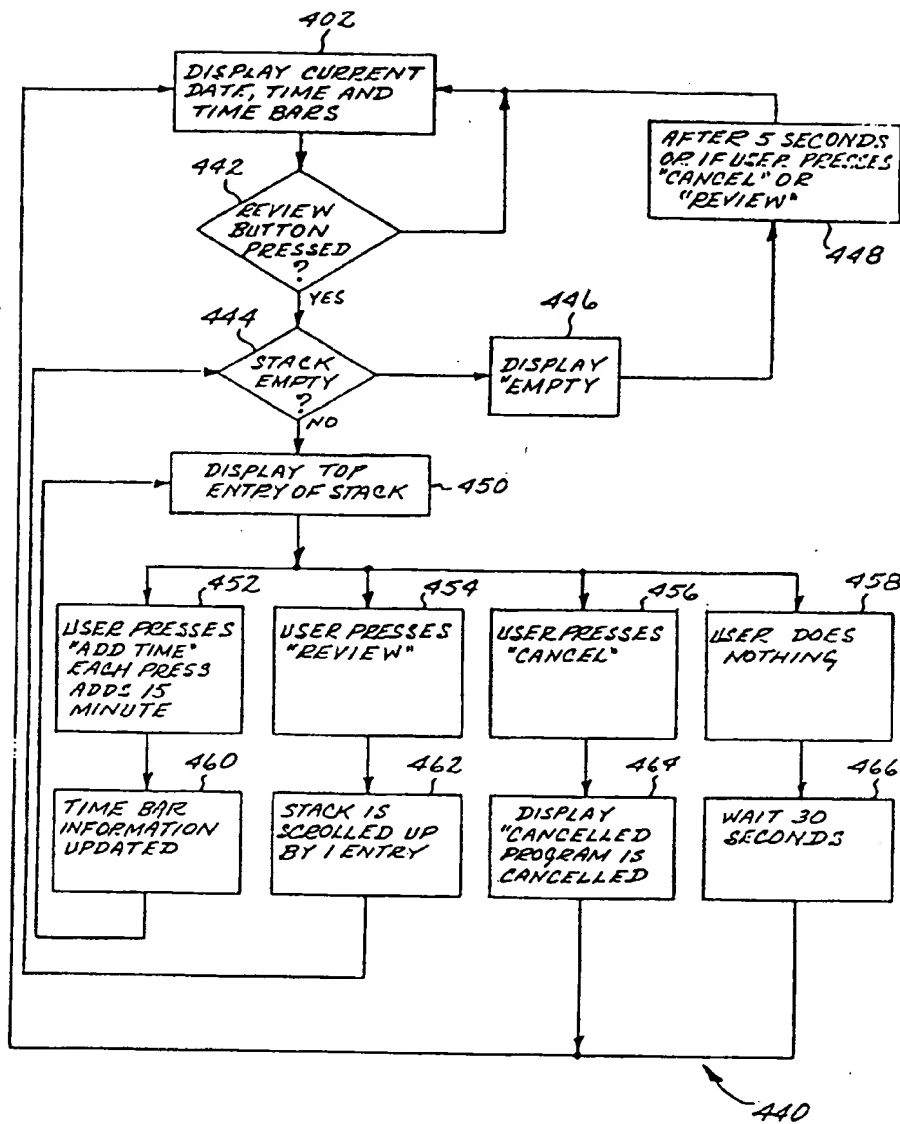 402
DISPLAY CURRENT
DATE, TIME AND
TIME BARS
442
REVIEW
BUTTON
PRESSED
?
YES
AFTER 5 SECONDS
OR IF USER PRESSES
"CANCEL" OR
"REVIEW"
448
444
STACK
EMPTY
?
NO
446
DISPLAY
"EMPTY
DISPLAY TOP
ENTRY OF STACK
450
452
USER PRESSES
"ADD TIME"
EACH PRESS
ADDS 15
MINUTE
454
USER PRESSES
"REVIEW"
456
USER PRESSES
"CANCEL"
458
USER DOES
NOTHING
460
TIME BAR
INFORMATION
UPDATED
462
STACK IS
SCROLLED UP
BY 1 ENTRY
464
DISPLAY
"CANCELLED
PROGRAM IS
CANCELLED
466
WAIT 30
SECONDS
440